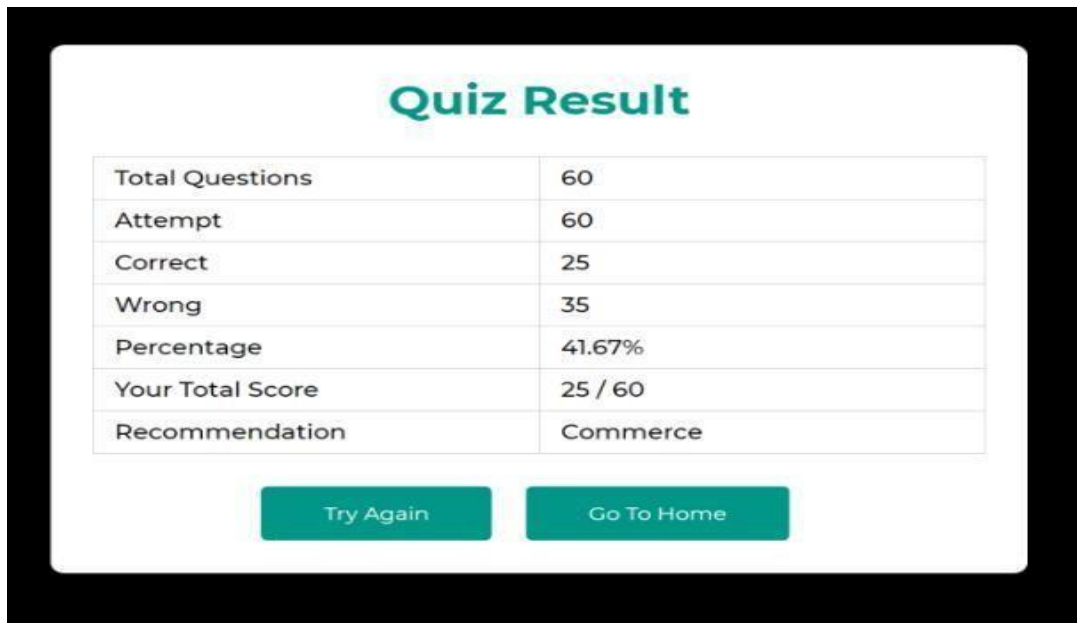 Quiz Result
Total Questions 60
Attempt 60
Correct 25
Wrong 35
Percentage 41.67%
Your Total Score 25 / 60
Recommendation Commerce
Try Again Go To Home